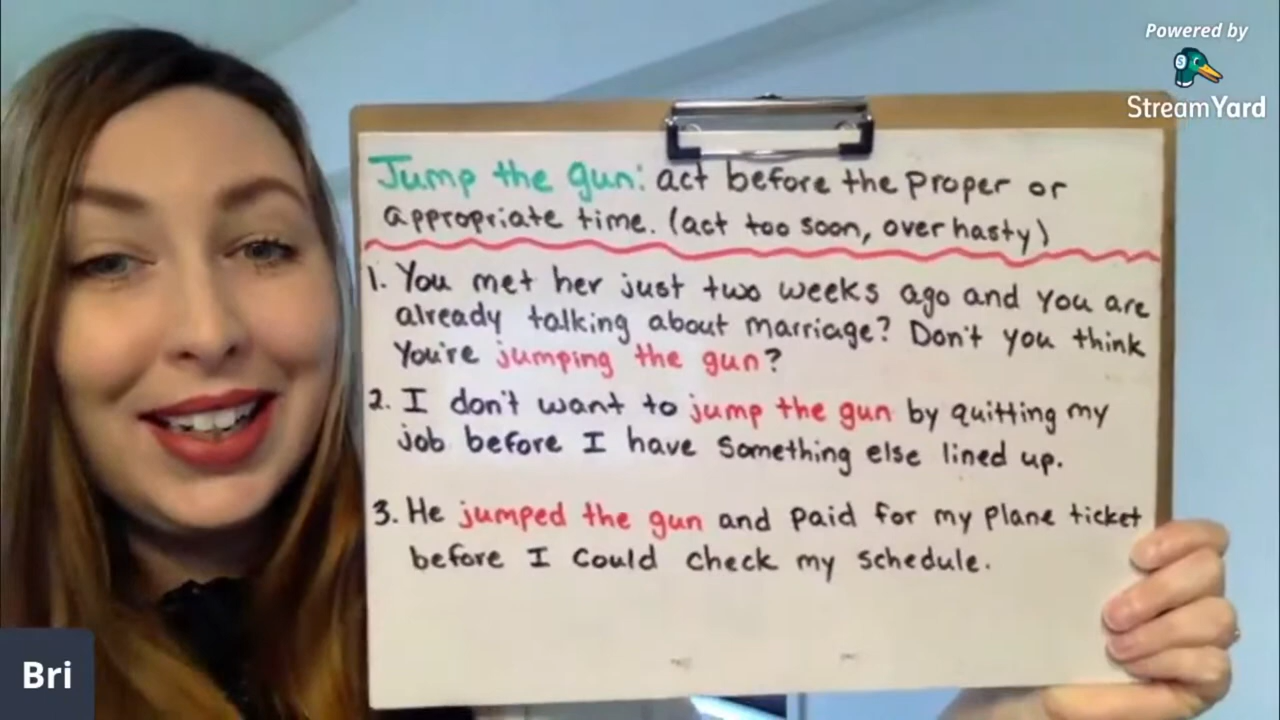 Powered by
StreamYard
Jump the gun: act before the proper or
appropriate time. (act too soon, over hasty)
1. You met her just two weeks ago and you are
already talking about marriage? Don't you think
you're jumping the gun?
2. I don't want to jump the gun by quitting my
job before I have something else lined up.
3. He jumped the gun and paid for my plane ticket
before I could check my schedule.
Bri